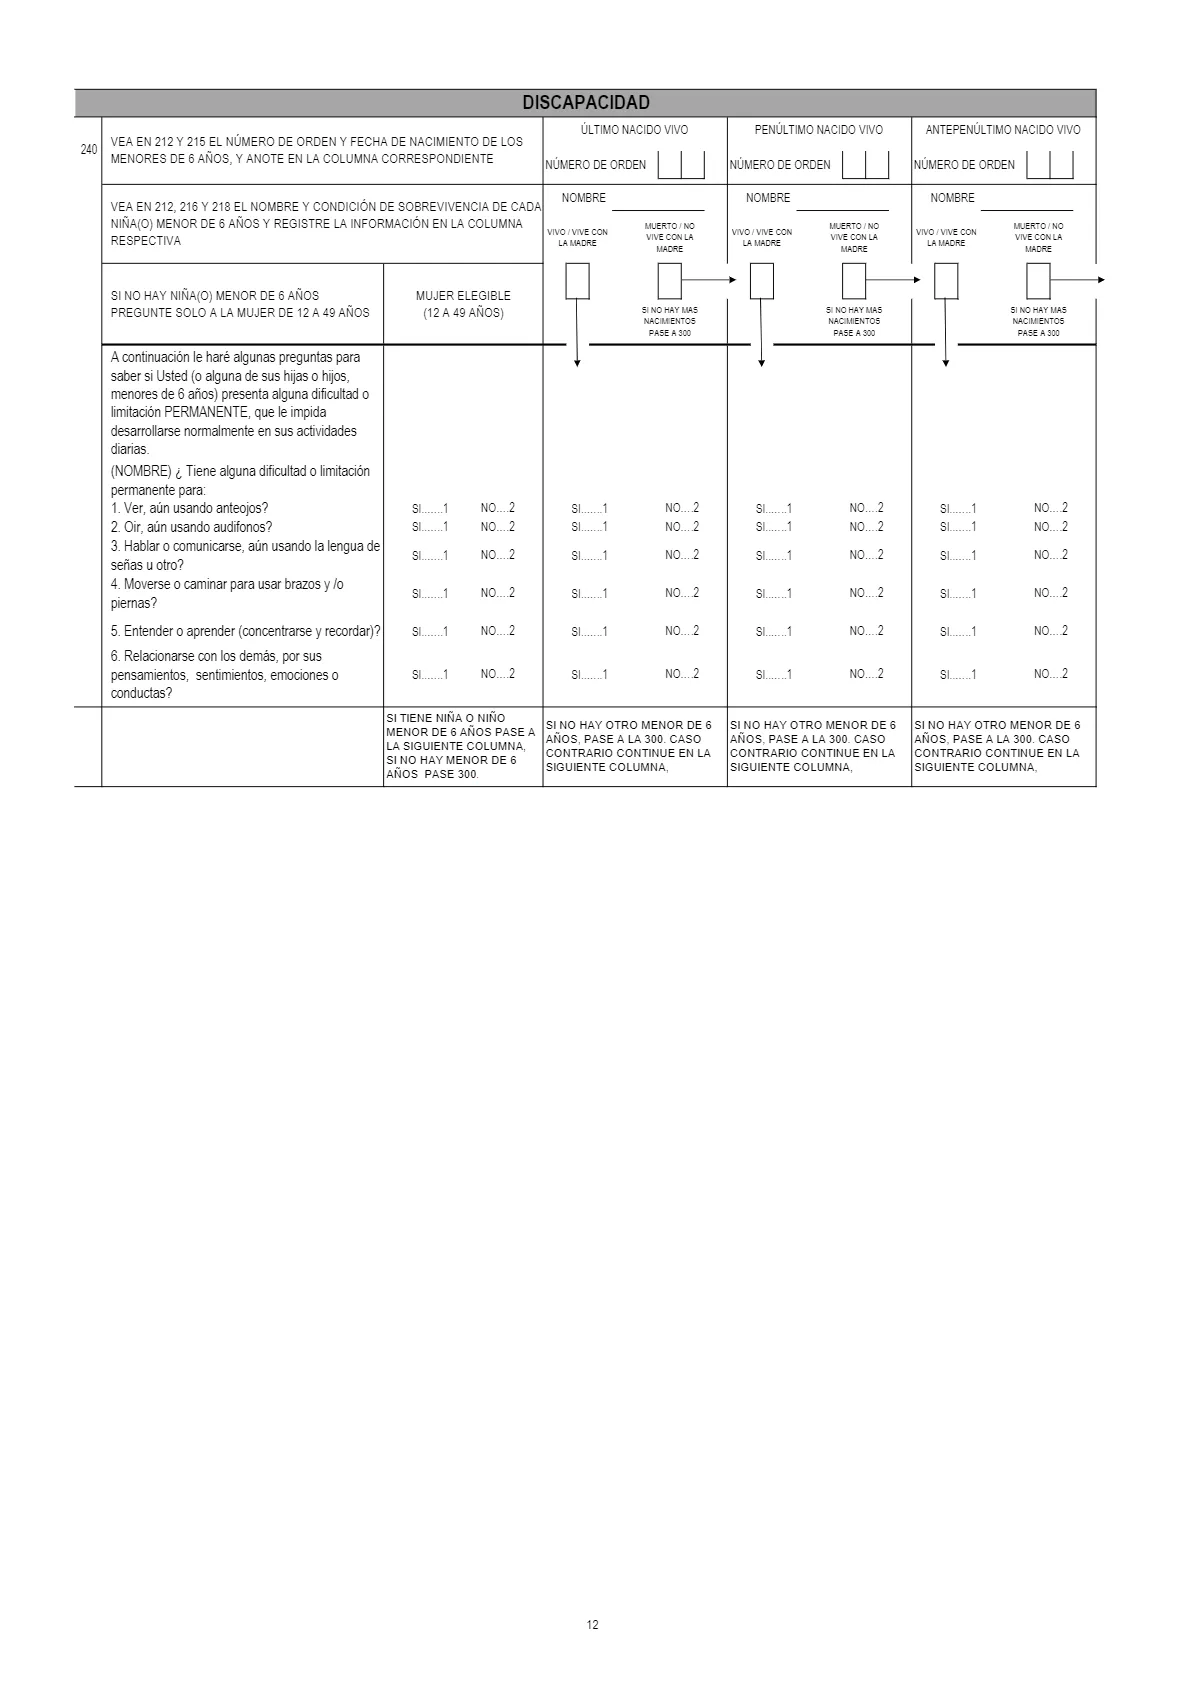 DISCAPACIDAD
240
VEA EN 212 Y 215 EL NÚMERO DE ORDEN Y FECHA DE NACIMIENTO DE LOS
MENORES DE 6 AÑOS, Y ANOTE EN LA COLUMNA CORRESPONDIENTE
ÚLTIMO NACIDO VIVO
NÚMERO DE ORDEN
PENÚLTIMO NACIDO VIVO
NÚMERO DE ORDEN
ANTEPENÚLTIMO NACIDO VIVO
NÚMERO DE ORDEN
VEA EN 212, 216 Y 218 EL NOMBRE Y CONDICIÓN DE SOBREVIVENCIA DE CADA
NIÑA(O) MENOR DE 6 AÑOS Y REGISTRE LA INFORMACIÓN EN LA COLUMNA
RESPECTIVA
NOMBRE
VIVO / VIVE CON
LA MADRE
MUERTO / NO
VIVE CON LA
MADRE
NOMBRE
VIVO / VIVE CON
LA MADRE
MUERTO / NO
VIVE CON LA
MADRE
NOMBRE
VIVO / VIVE CON
LA MADRE
MUERTO / NO
VIVE CON LA
MADRE
SI NO HAY NIÑA(O) MENOR DE 6 AÑOS
PREGUNTE SOLO A LA MUJER DE 12 A 49 AÑOS
MUJER ELEGIBLE
(12 A 49 AÑOS)
SI NO HAY MAS
NACIMIENTOS
PASE A 300
SI NO HAY MAS
NACIMIENTOS
PASE A 300
SI NO HAY MAS
NACIMIENTOS
PASE A 300
A continuación le haré algunas preguntas para
saber si Usted (o alguna de sus hijas o hijos,
menores de 6 años) presenta alguna dificultad o
limitación PERMANENTE, que le impida
desarrollarse normalmente en sus actividades
diarias.
(NOMBRE) ¿ Tiene alguna dificultad o limitación
permanente para:
1. Ver, aún usando anteojos?
SI.......1 NO....2 SI.......1 NO....2 SI.......1 NO....2 SI.......1 NO....2
2. Oir, aún usando audifonos?
SI.......1 NO....2 SI.......1 NO....2 SI.......1 NO....2 SI.......1 NO....2
3. Hablar o comunicarse, aún usando la lengua de
señas u otro?
SI.......1 NO....2 SI.......1 NO....2 SI.......1 NO....2 SI.......1 NO....2
4. Moverse o caminar para usar brazos y /o
piernas?
SI.......1 NO....2 SI.......1 NO....2 SI.......1 NO....2 SI.......1 NO....2
5. Entender o aprender (concentrarse y recordar)?
SI.......1 NO....2 SI.......1 NO....2 SI.......1 NO....2 SI.......1 NO....2
6. Relacionarse con los demás, por sus
pensamientos, sentimientos, emociones o
conductas?
SI.......1 NO....2 SI.......1 NO....2 SI.......1 NO....2 SI.......1 NO....2
SI TIENE NIÑA O NIÑO
MENOR DE 6 AÑOS PASE A
LA SIGUIENTE COLUMNA,
SI NO HAY MENOR DE 6
AÑOS PASE 300.
SI NO HAY OTRO MENOR DE 6
AÑOS, PASE A LA 300. CASO
CONTRARIO CONTINUE EN LA
SIGUIENTE COLUMNA,
SI NO HAY OTRO MENOR DE 6
AÑOS, PASE A LA 300. CASO
CONTRARIO CONTINUE EN LA
SIGUIENTE COLUMNA,
SI NO HAY OTRO MENOR DE 6
AÑOS, PASE A LA 300. CASO
CONTRARIO CONTINUE EN LA
SIGUIENTE COLUMNA,
12